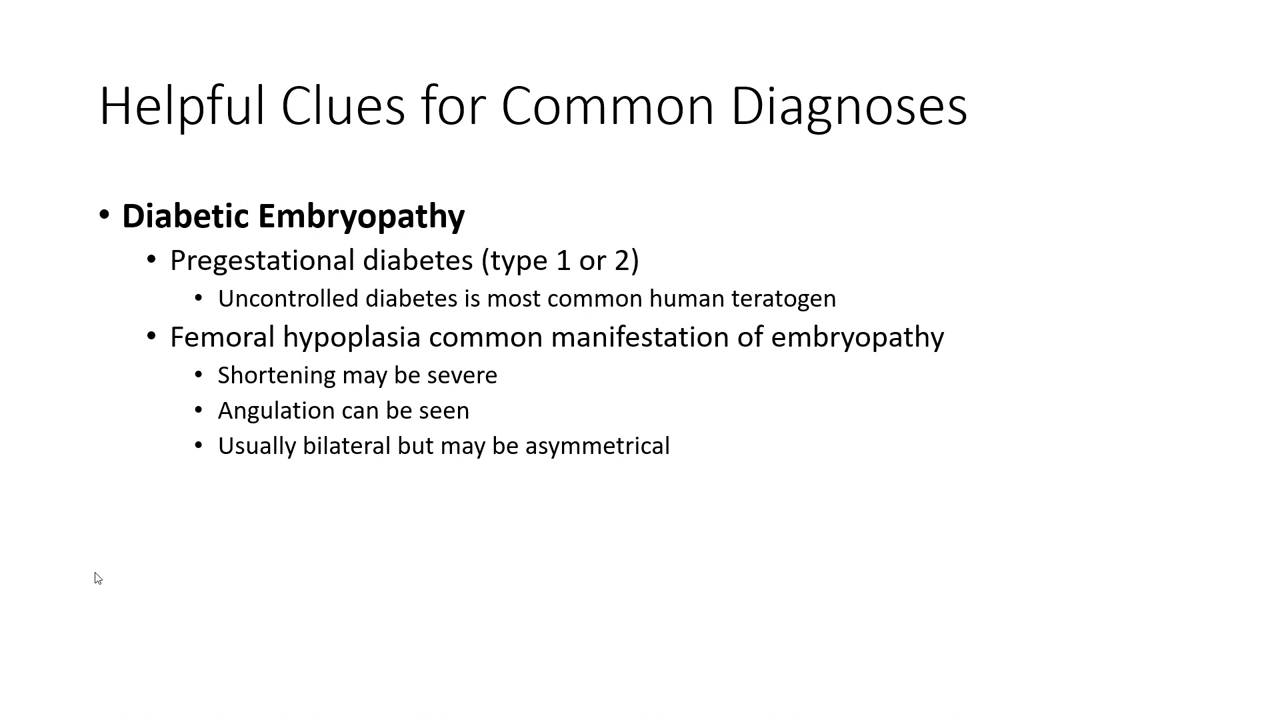 Helpful Clues for Common Diagnoses
• Diabetic Embryopathy
• Pregestational diabetes (type 1 or 2)
• Uncontrolled diabetes is most common human teratogen
• Femoral hypoplasia common manifestation of embryopathy
• Shortening may be severe
• Angulation can be seen
• Usually bilateral but may be asymmetrical